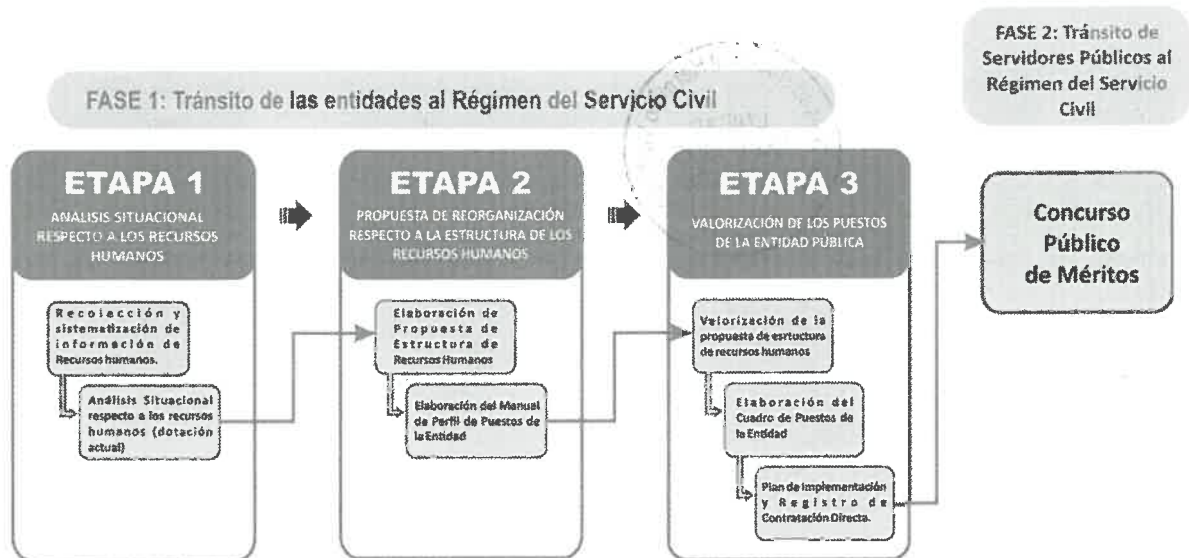 FASE 1: Tránsito de las entidades al Régimen del Servicio Civil
FASE 2: Tránsito de
Servidores Públicos al
Régimen del Servicio
Civil
ETAPA 1
ANÁLISIS SITUACIONAL
RESPECTO A LOS RECURSOS
HUMANOS
Recolección y
sistematización de
información de
Recursos humanos.
Análisis Situacional
respecto a los recursos
humanos (dotación
actual)
ETAPA 2
PROPUESTA DE REORGANIZACIÓN
RESPECTO A LA ESTRUCTURA DE LOS
RECURSOS HUMANOS
Elaboración de
Propuesta de
Estructura de
Recursos Humanos
Elaboración del Manual
de Perfil de Puestos de
la Entidad
ETAPA 3
VALORIZACIÓN DE LOS PUESTOS
DE LA ENTIDAD PÚBLICA
Valorización de la
propuesta de esrtuctura
de recursos humanos
Elaboración del
Cuadro de Puestos de
la Entidad
Plan de Implementación
y Registro de
Contratación Directa.
Concurso
Público
de Méritos